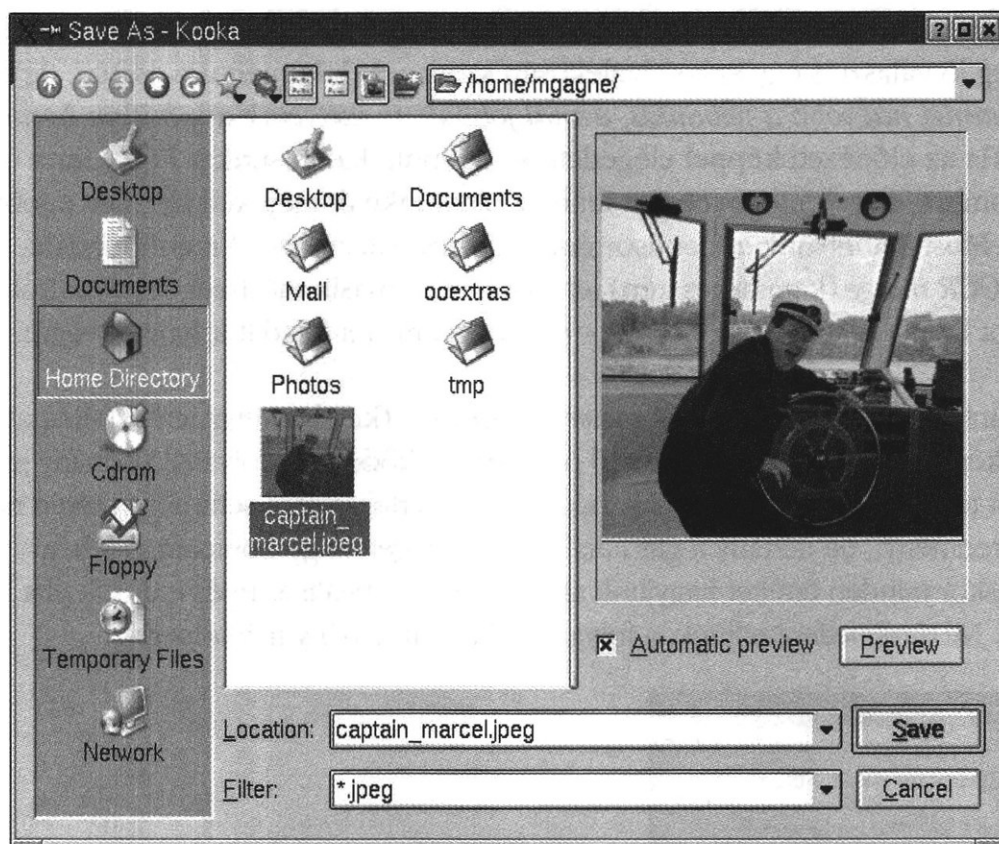 Save As - Kooka
/home/mgagne/
Desktop
Documents
Home Directory
Cdrom
Floppy
Temporary Files
Network
Desktop
Documents
Mail
ooextras
Photos
tmp
captain_
marcel.jpeg
Automatic preview
Preview
Location:
captain_marcel.jpeg
Save
Filter:
*.jpeg
Cancel